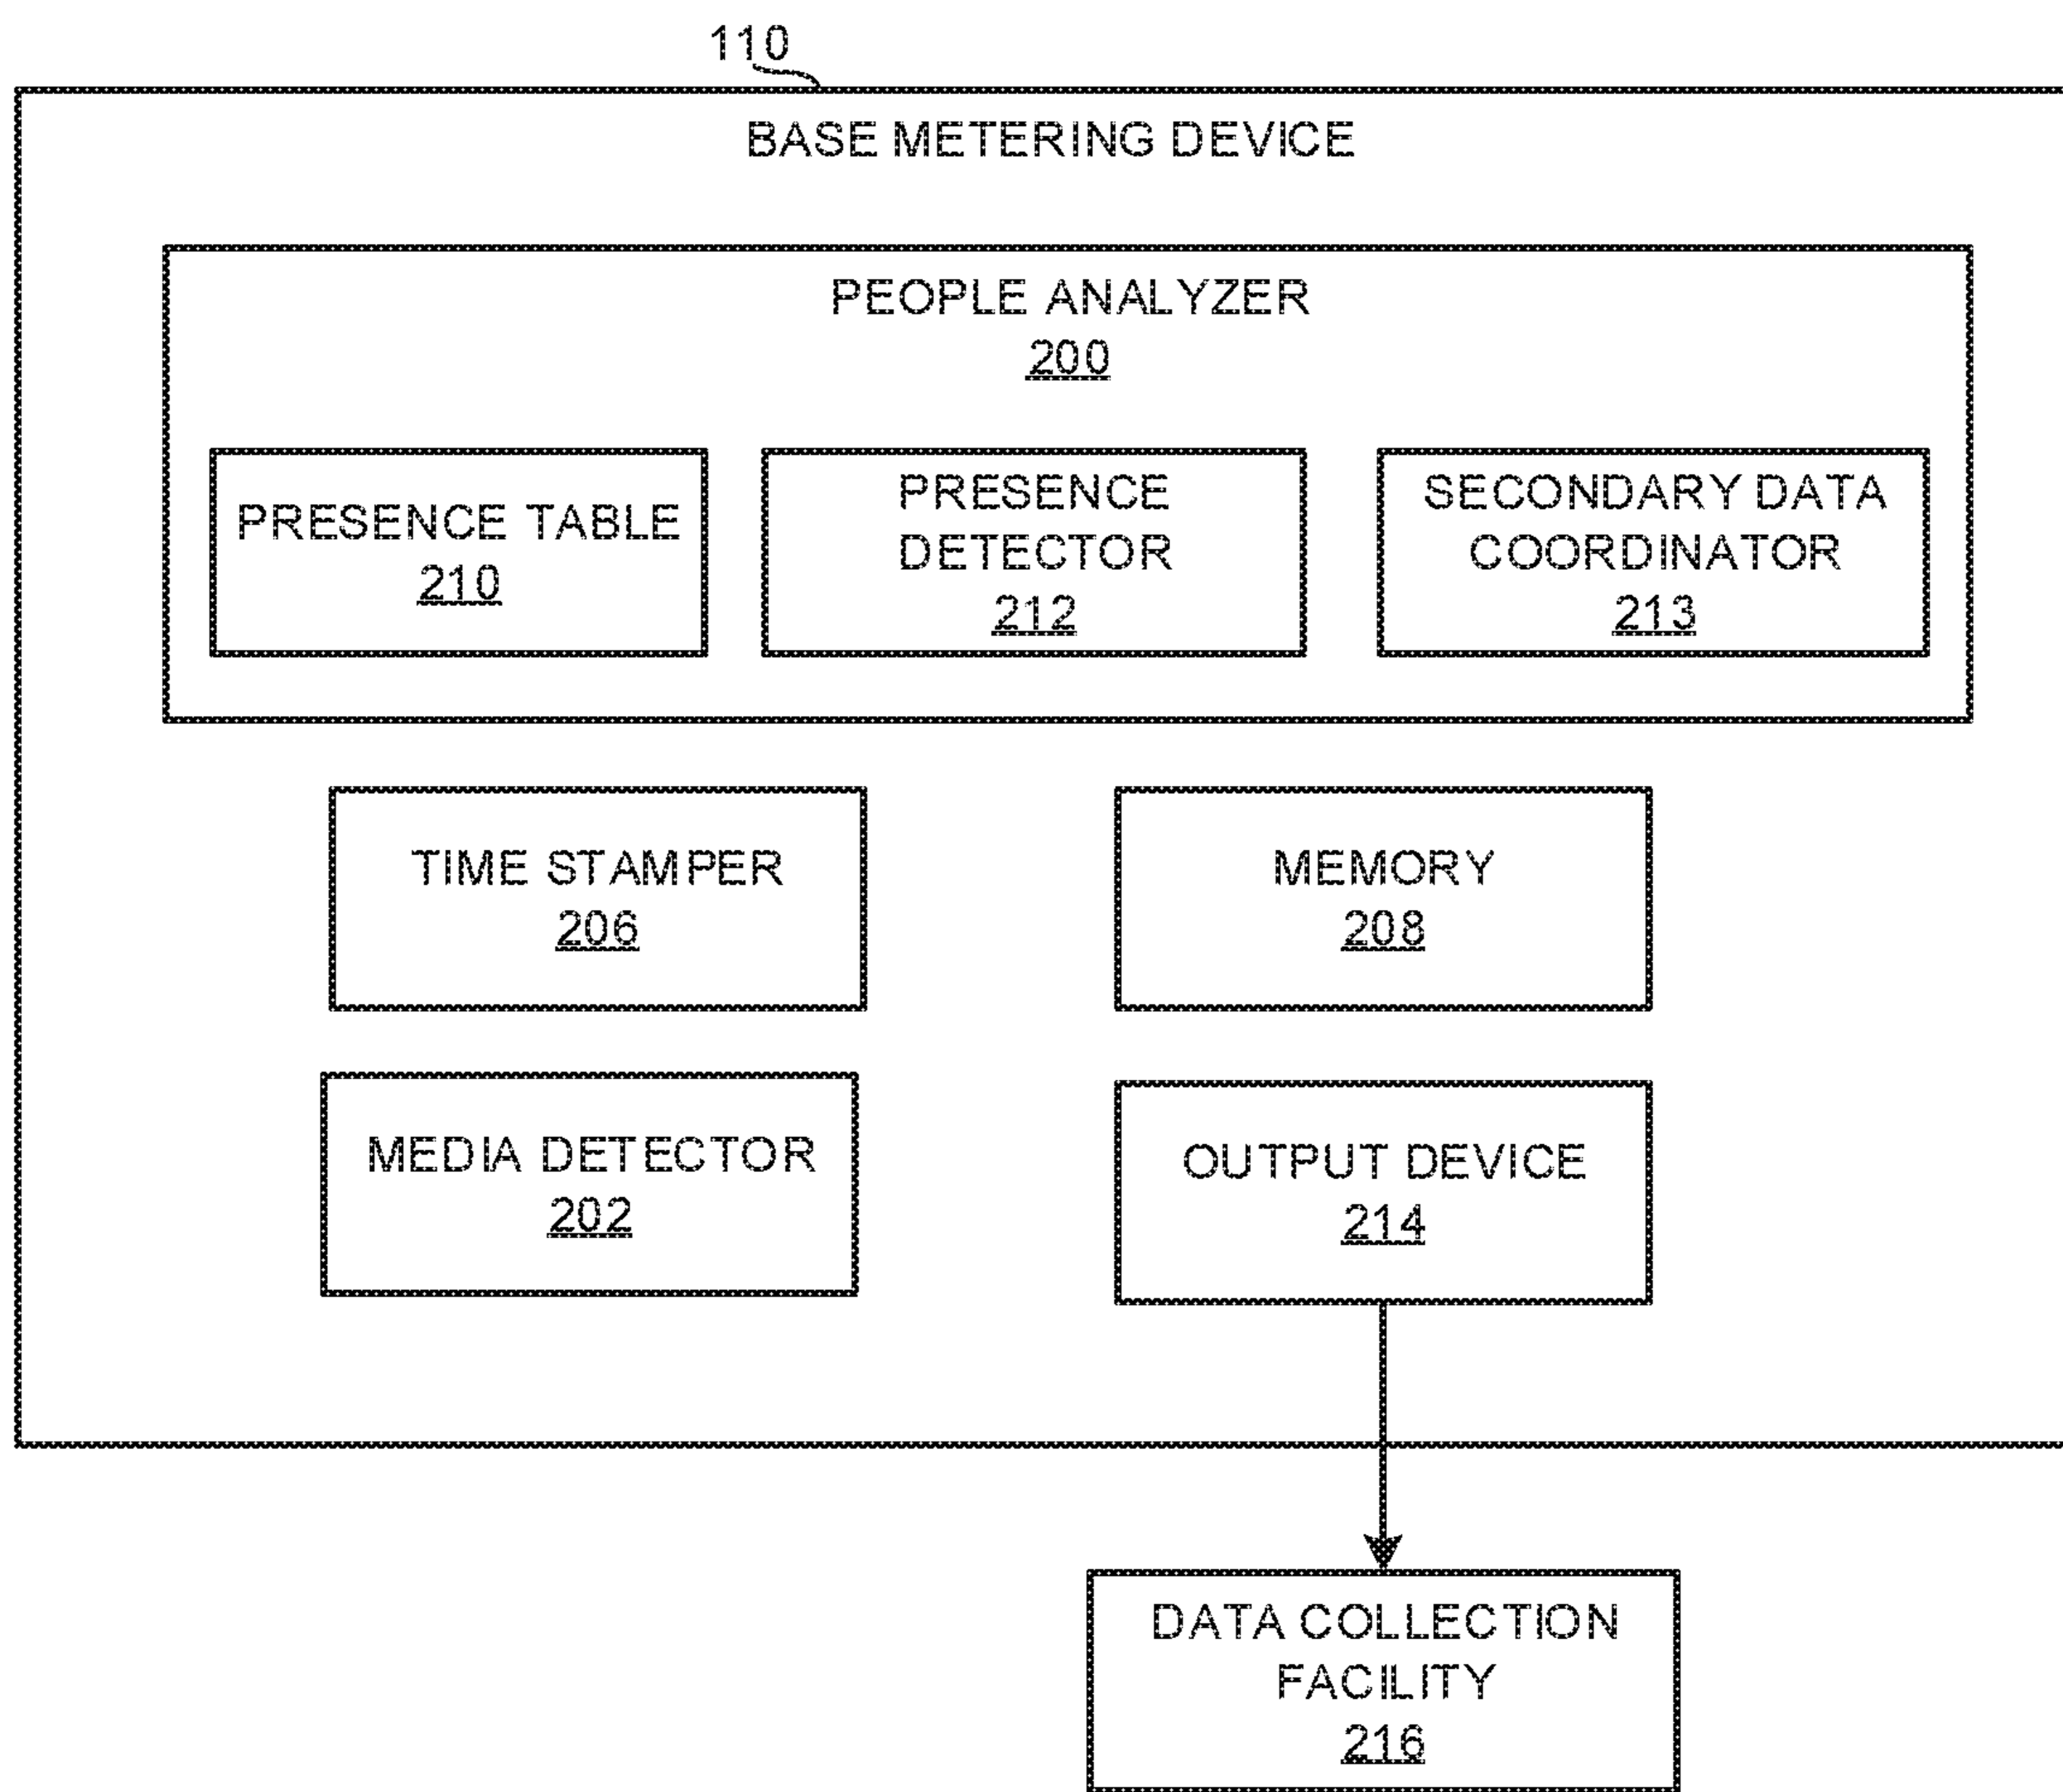 110
BASE METERING DEVICE
PEOPLE ANALYZER
200
PRESENCE TABLE
210
PRESENCE
DETECTOR
212
SECONDARY DATA
COORDINATOR
213
TIME STAMPER
206
MEMORY
208
MEDIA DETECTOR
202
OUTPUT DEVICE
214
DATA COLLECTION
FACILITY
216